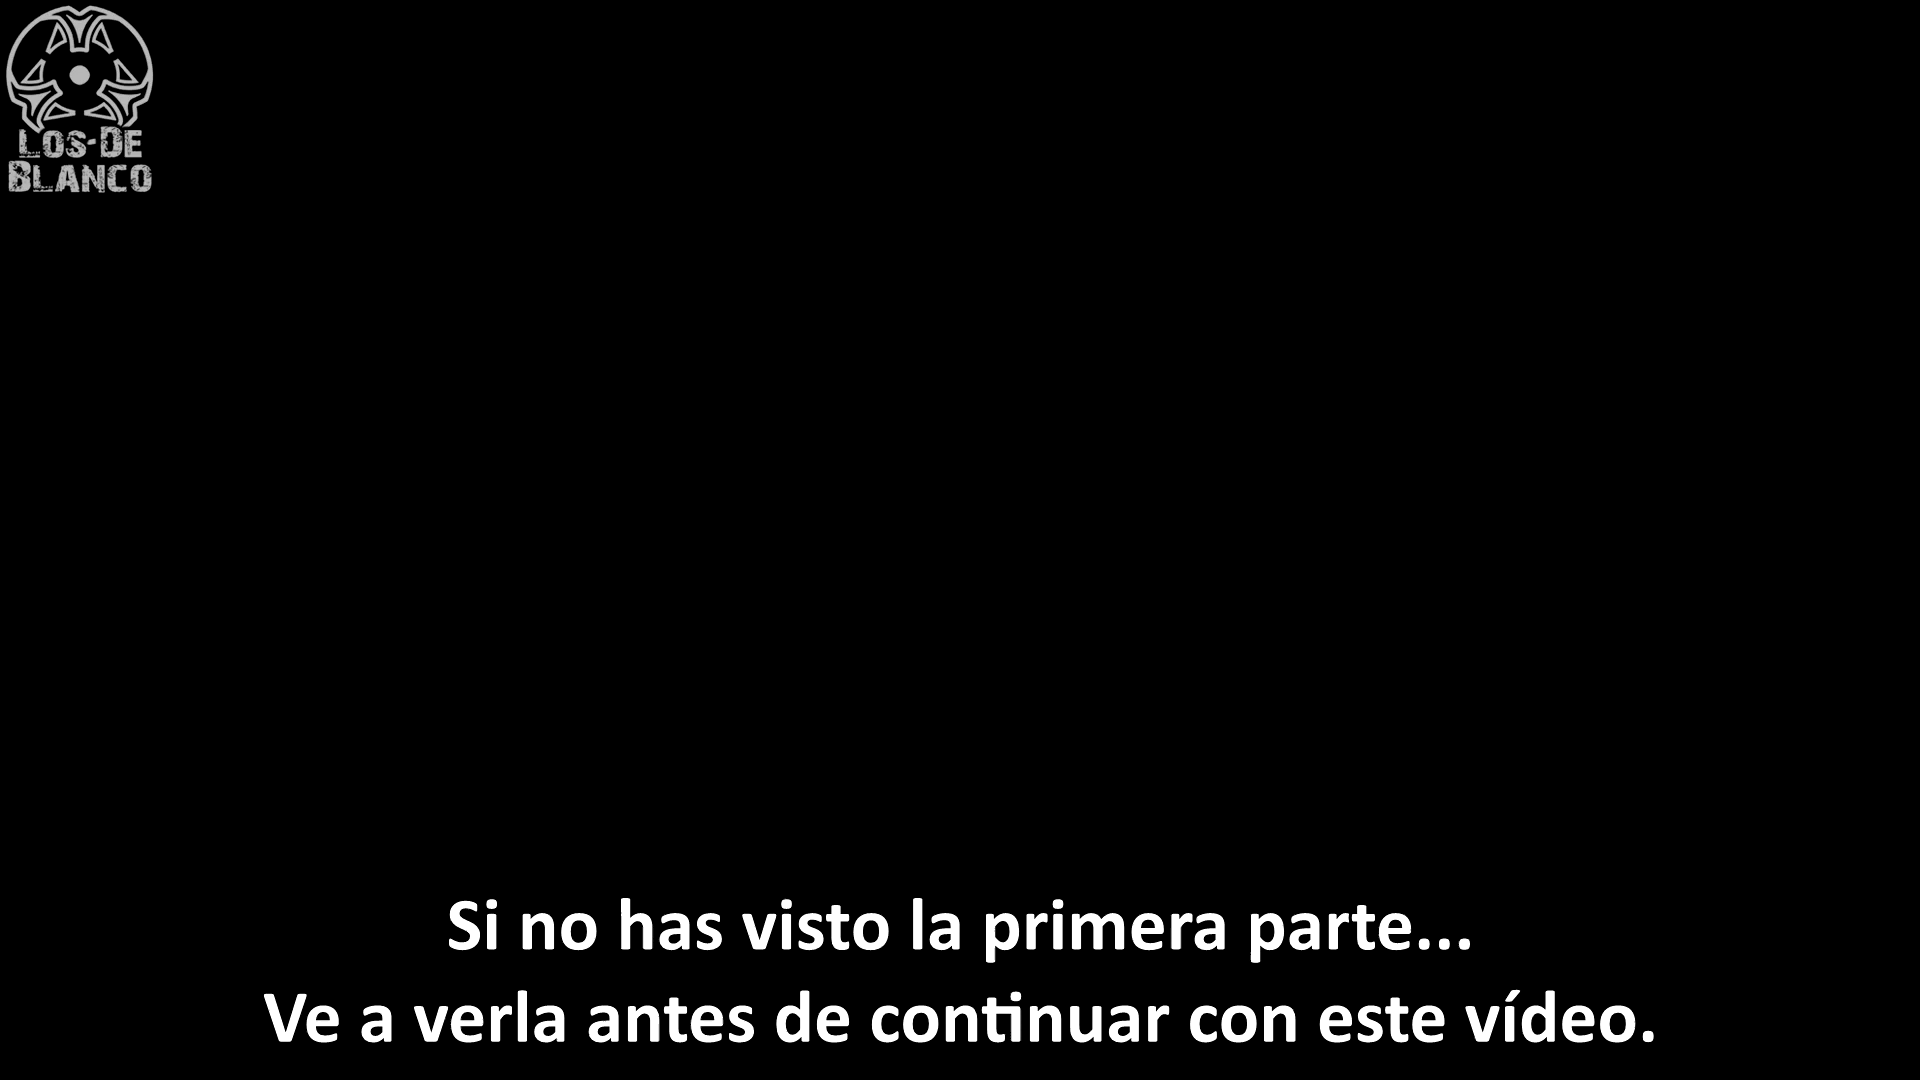 Los-De
Blanco
Si no has visto la primera parte...
Ve a verla antes de continuar con este vídeo.